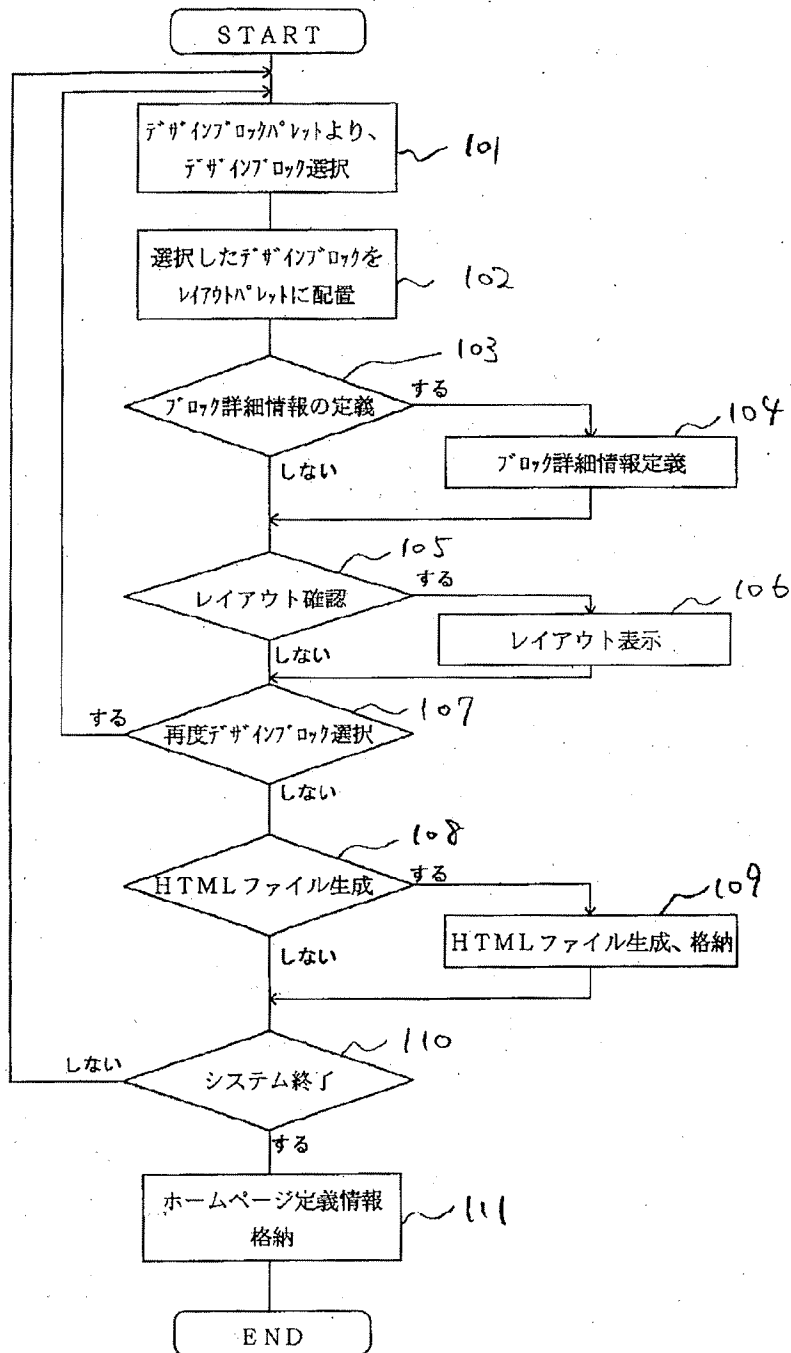 START
ﾃﾞｻﾞｲﾝﾌﾞﾛｯｸﾊﾟﾚｯﾄより、
ﾃﾞｻﾞｲﾝﾌﾞﾛｯｸ選択
101
選択したﾃﾞｻﾞｲﾝﾌﾞﾛｯｸを
ﾚｲｱｳﾄﾊﾟﾚｯﾄに配置
102
103
ﾌﾞﾛｯｸ詳細情報の定義
する
104
ﾌﾞﾛｯｸ詳細情報定義
しない
105
レイアウト確認
する
106
レイアウト表示
しない
107
する
再度ﾃﾞｻﾞｲﾝﾌﾞﾛｯｸ選択
しない
108
HTMLファイル生成
する
109
HTMLファイル生成、格納
しない
110
しない
システム終了
する
ホームページ定義情報
格納
111
END